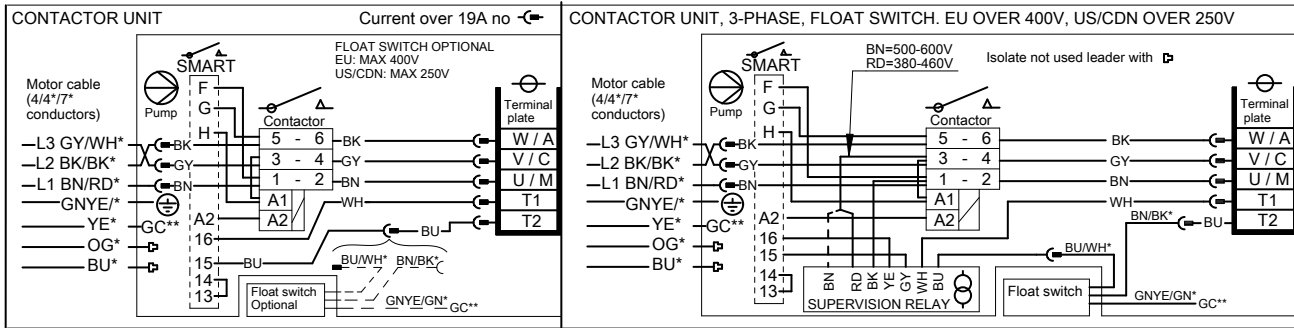 CONTACTOR UNIT
Current over 19A no
FLOAT SWITCH OPTIONAL
EU: MAX 400V
US/CDN: MAX 250V
SMART
Motor cable
(4/4*/7*
conductors)
Pump
F
G
H
Contactor
Terminal
plate
L3 GY/WH*
BK
5 - 6
BK
W / A
L2 BK/BK*
GY
3 - 4
GY
V / C
L1 BN/RD*
BN
1 - 2
BN
U / M
GNYE/*
A1
WH
T1
YE*
GC**
A2
A2
BU
T2
OG*
16
BU*
15
BU
BU/WH*
BN/BK*
14
13
Float switch
Optional
GNYE/GN*
GC**
CONTACTOR UNIT, 3-PHASE, FLOAT SWITCH. EU OVER 400V, US/CDN OVER 250V
BN=500-600V
RD=380-460V
Isolate not used leader with
SMART
Motor cable
(4/4*/7*
conductors)
Pump
F
G
H
Contactor
Terminal
plate
L3 GY/WH*
BK
5 - 6
BK
W / A
L2 BK/BK*
GY
3 - 4
GY
V / C
L1 BN/RD*
BN
1 - 2
BN
U / M
GNYE/*
A1
WH
T1
YE*
GC**
A2
A2
BN/BK*
BU
T2
OG*
16
BU*
15
BU/WH*
14
13
BN
RD
BK
YE
GY
WH
BU
SUPERVISION RELAY
Float switch
GNYE/GN*
GC**